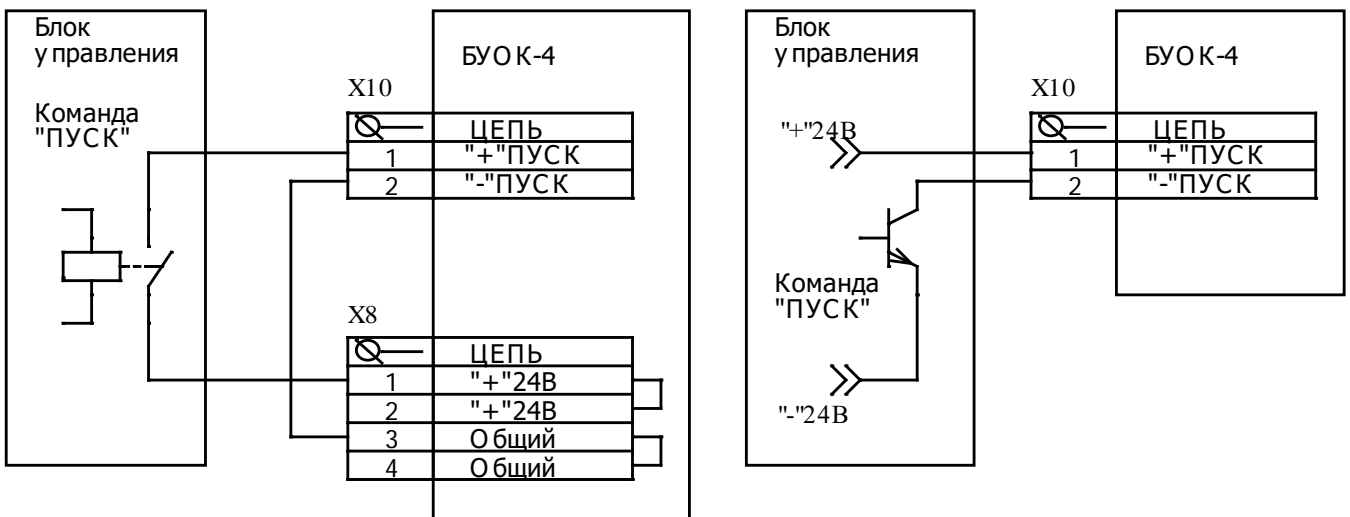 Блок
управления
БУОК-4
X10
Команда
"ПУСК"
ЦЕПЬ
1 "+"ПУСК
2 "-"ПУСК
X8
ЦЕПЬ
1 "+"24В
2 "+"24В
3 Общий
4 Общий
Блок
управления
БУОК-4
X10
"+"24В
ЦЕПЬ
1 "+"ПУСК
2 "-"ПУСК
Команда
"ПУСК"
"-"24В